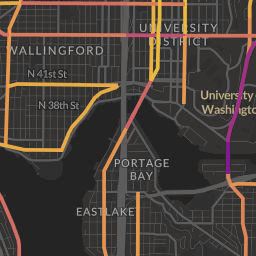 UNIVERSITY
DISTRICT
WALLINGFORD
N 41st St
N 38th St
University of
Washington
PORTAGE
BAY
EASTLAKE